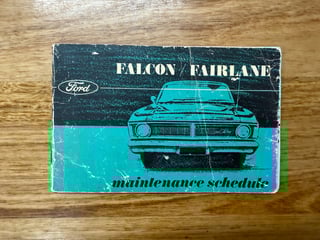 FALCON / FAIRLANE
Ford
maintenance schedule